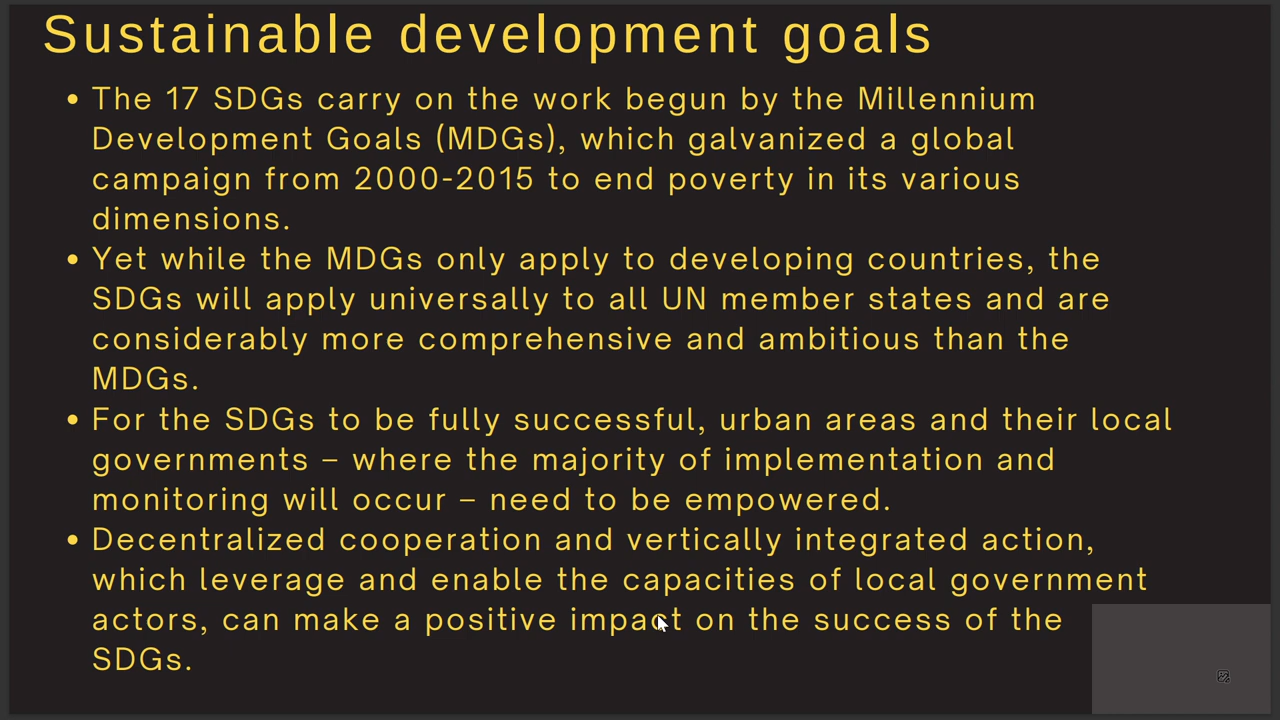 Sustainable development goals
• The 17 SDGs carry on the work begun by the Millennium
Development Goals (MDGs), which galvanized a global
campaign from 2000-2015 to end poverty in its various
dimensions.
• Yet while the MDGs only apply to developing countries, the
SDGs will apply universally to all UN member states and are
considerably more comprehensive and ambitious than the
MDGs.
• For the SDGs to be fully successful, urban areas and their local
governments – where the majority of implementation and
monitoring will occur – need to be empowered.
• Decentralized cooperation and vertically integrated action,
which leverage and enable the capacities of local government
actors, can make a positive impact on the success of the
SDGs.